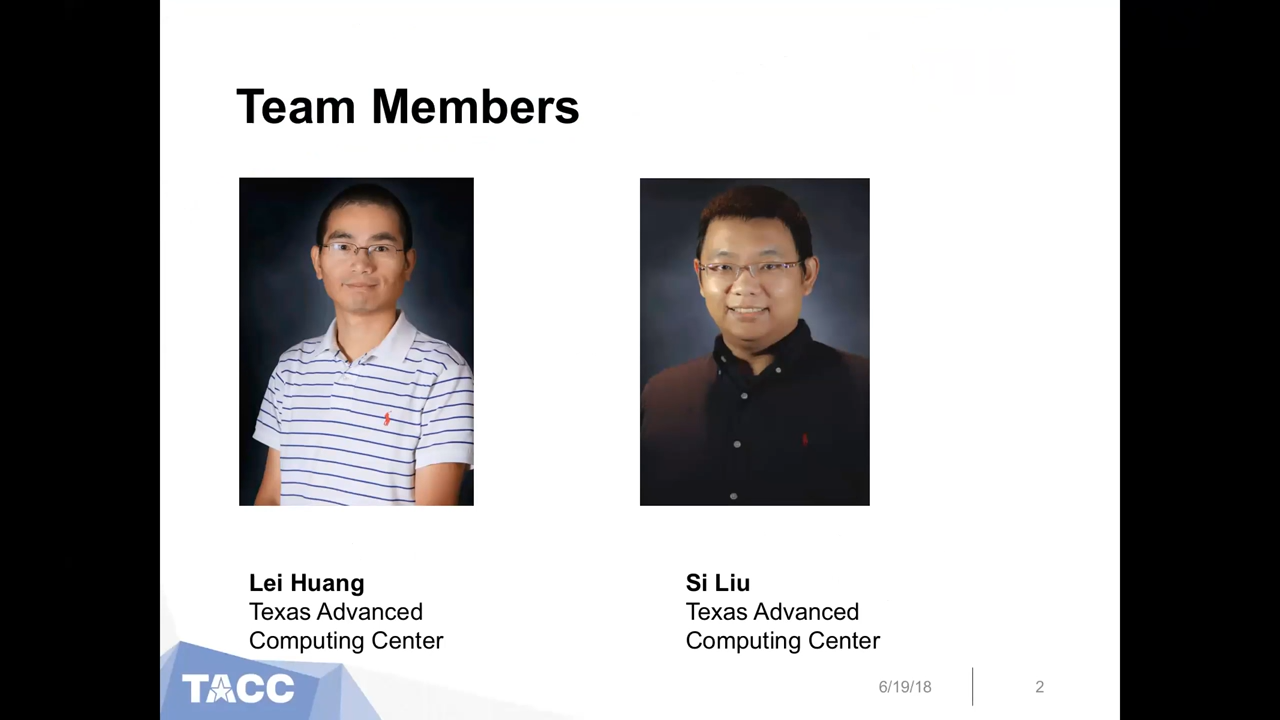 Team Members
Lei Huang
Texas Advanced
Computing Center
Si Liu
Texas Advanced
Computing Center
TACC
6/19/18
2